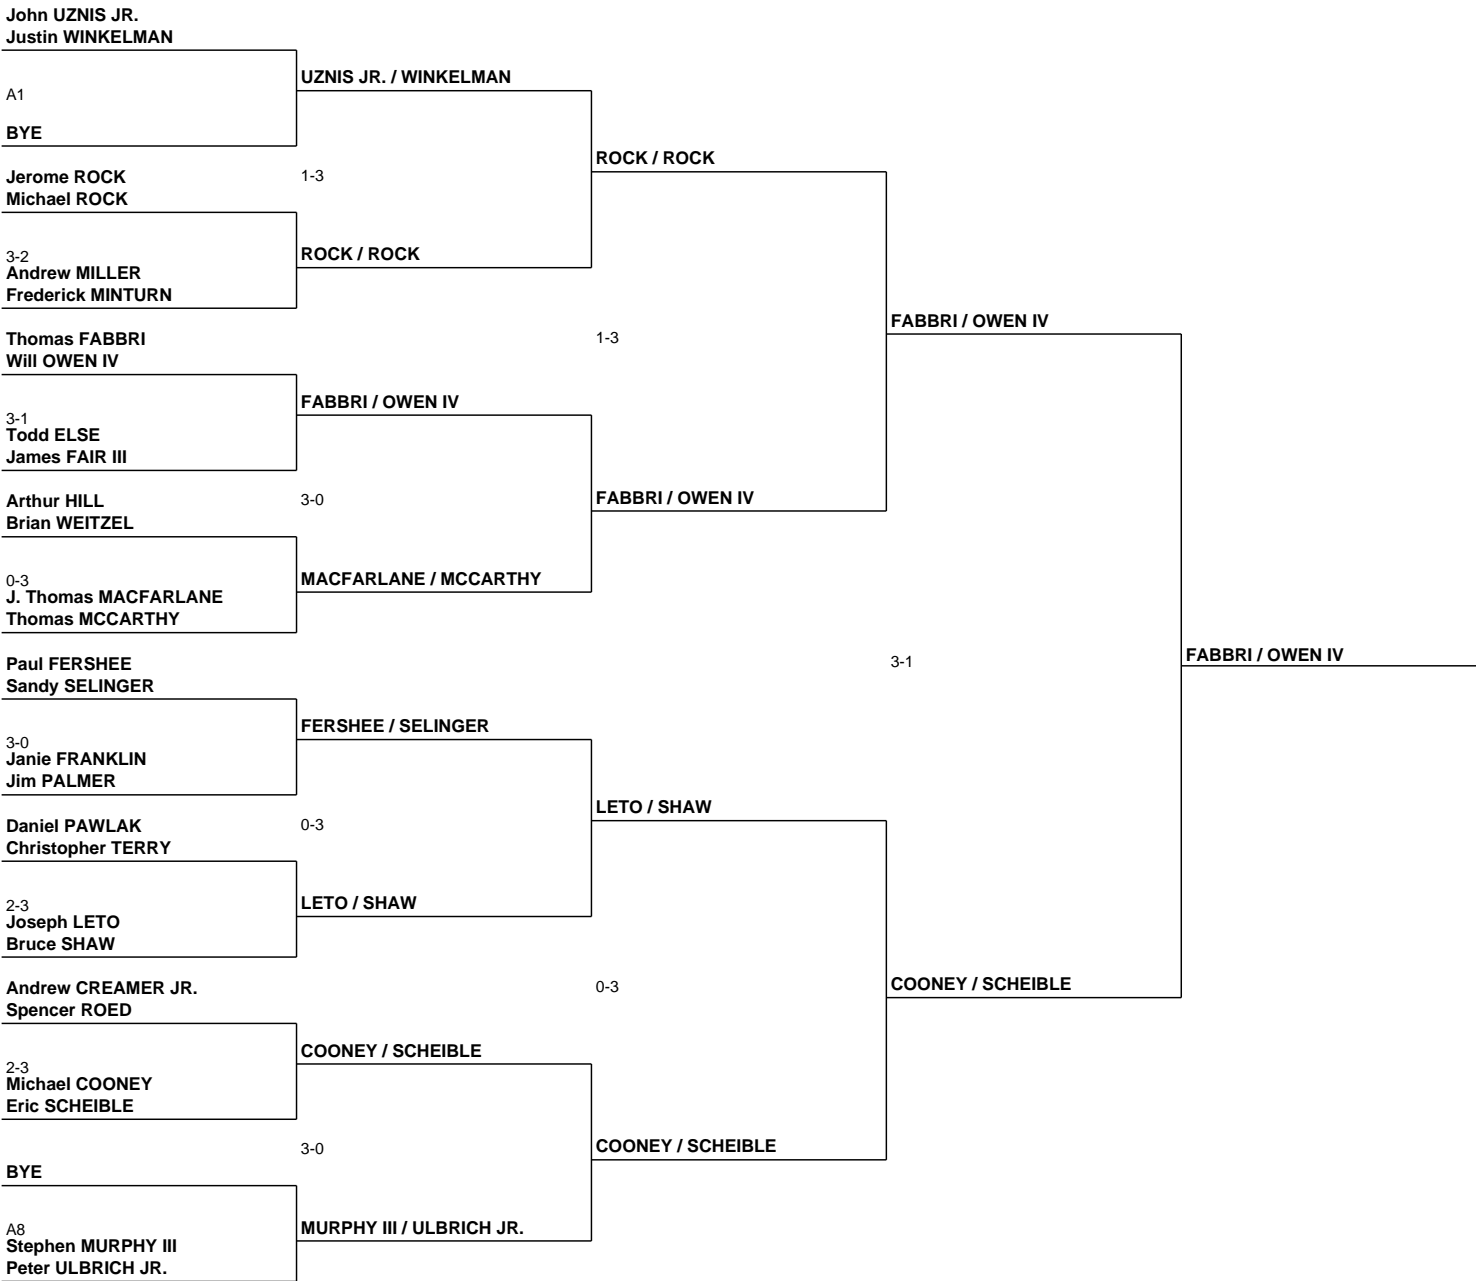 John UZNIS JR.
Justin WINKELMAN
UZNIS JR. / WINKELMAN
A1
BYE
ROCK / ROCK
Jerome ROCK
1-3
Michael ROCK
3-2
ROCK / ROCK
Andrew MILLER
Frederick MINTURN
FABBRI / OWEN IV
Thomas FABBRI
1-3
Will OWEN IV
FABBRI / OWEN IV
3-1
Todd ELSE
James FAIR III
Arthur HILL
3-0
FABBRI / OWEN IV
Brian WEITZEL
0-3
MACFARLANE / MCCARTHY
J. Thomas MACFARLANE
Thomas MCCARTHY
Paul FERSHEE
3-1
FABBRI / OWEN IV
Sandy SELINGER
FERSHEE / SELINGER
3-0
Janie FRANKLIN
Jim PALMER
LETO / SHAW
Daniel PAWLAK
0-3
Christopher TERRY
2-3
LETO / SHAW
Joseph LETO
Bruce SHAW
Andrew CREAMER JR.
0-3
COONEY / SCHEIBLE
Spencer ROED
COONEY / SCHEIBLE
2-3
Michael COONEY
Eric SCHEIBLE
3-0
COONEY / SCHEIBLE
BYE
A8
MURPHY III / ULBRICH JR.
Stephen MURPHY III
Peter ULBRICH JR.